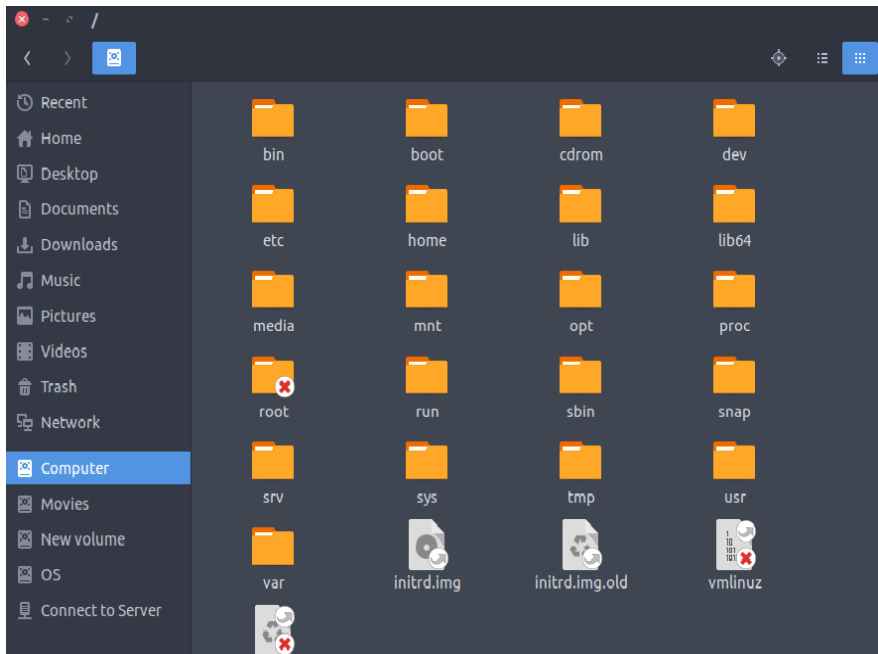 /
Recent
Home
Desktop
Documents
Downloads
Music
Pictures
Videos
Trash
Network
Computer
Movies
New volume
OS
Connect to Server
bin boot cdrom dev
etc home lib lib64
media mnt opt proc
root run sbin snap
srv sys tmp usr
var initrd.img initrd.img.old vmlinuz